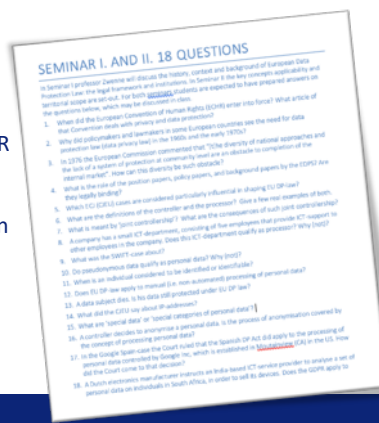 SEMINAR I. AND II. 18 QUESTIONS
In Seminar I professor Zwenne will discuss the history, context and background of European Data
Protection Law: the legal framework and institutions. In Seminar II the key concepts applicability and
territorial scope are set-out. For both seminars students are expected to have prepared answers on
the questions below, which may be discussed in class.
1. When did the European Convention of Human Rights (ECHR) enter into force? What article of
that Convention deals with privacy and data protection?
2. Why did policymakers and lawmakers in some European countries see the need for data
protection law (data privacy law) in the 1960s and the early 1970s?
3. In 1976 the European Commission commented that "(t)he diversity of national approaches and
the lack of a system of protection at community level are an obstacle to completion of the
internal market". How can this diversity be such obstacle?
4. What is the role of the position papers, policy papers, and background papers by the EDPS? Are
they legally binding?
5. Which ECJ (CJEU) cases are considered particularly influential in shaping EU DP-law?
6. What are the definitions of the controller and the processor? Give a few real examples of both.
7. What is meant by 'joint controllership'? What are the consequences of such joint controllership?
8. A company has a small ICT-department, consisting of five employees that provide ICT-support to
other employees in the company. Does this ICT-department qualify as processor? Why (not)?
9. What was the SWIFT-case about?
10. Do pseudonymous data qualify as personal data? Why (not)?
11. When is an individual considered to be identified or identifiable?
12. Does EU DP-law apply to manual (i.e. non-automated) processing of personal data?
13. A data subject dies. Is his data still protected under EU DP-law?
14. What did the CJEU say about IP-addresses?
15. What are 'special data' or 'special categories of personal data'?
16. A controller decides to anonymise a personal data. Is the process of anonymisation covered by
the concept of processing personal data?
17. In the Google Spain-case the Court ruled that the Spanish DP Act did apply to the processing of
personal data controlled by Google Inc, which is established in (CA) in the US. How
did the Court come to that decision?
18. A Dutch electronics manufacturer instructs an India-based ICT service provider to analyse a set of
personal data on individuals in South Africa, in order to sell its devices. Does the GDPR apply to
R